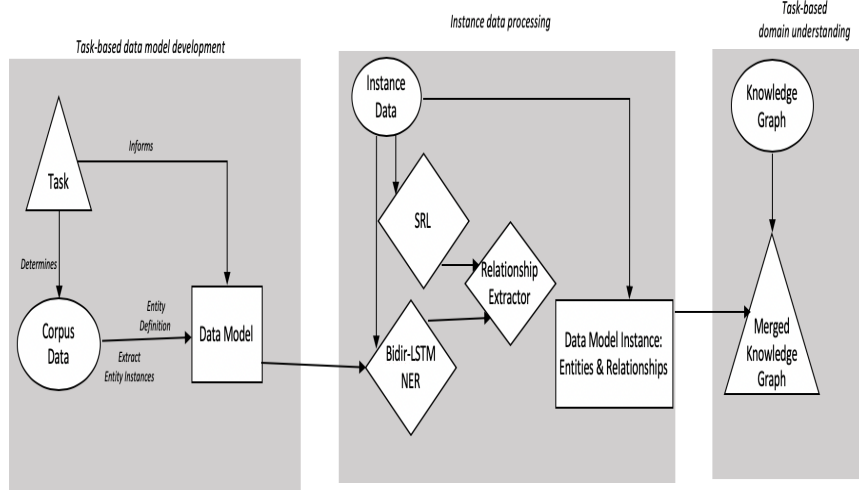 Task-based data model development
Instance data processing
Task-based
domain understanding
Task
Informs
Determines
Corpus
Data
Entity
Definition
Extract
Entity Instances
Data Model
Instance
Data
SRL
Relationship
Extractor
Bidir-LSTM
NER
Data Model Instance:
Entities & Relationships
Knowledge
Graph
Merged
Knowledge
Graph